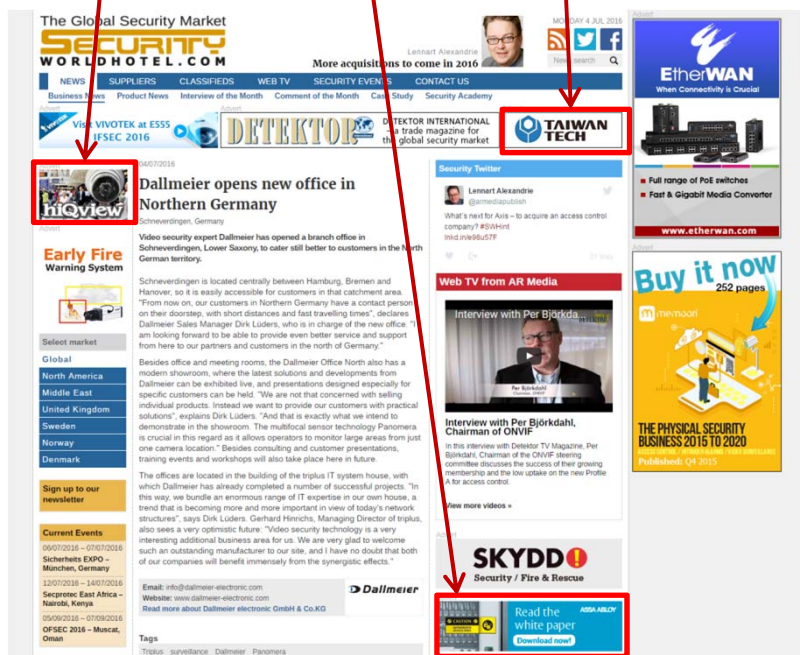 The Global Security Market
SECURITY
WORLDHOTEL.COM
Lennart Alexandrie
More acquisitions to come in 2016
MONDAY 4 JUL 2016
News search
NEWS SUPPLIERS CLASSIFIEDS WEB TV SECURITY EVENTS CONTACT US
Business News Product News Interview of the Month Comment of the Month Case Study Security Academy
Advert
Advert
VIVOTEK
Visit VIVOTEK at E555
IFSEC 2016
DETEKTOR
DETEKTOR INTERNATIONAL
– a trade magazine for
the global security market
TAIWAN
TECH
Advert
hiQview
Advert
Early Fire
Warning System
Select market
Global
North America
Middle East
United Kingdom
Sweden
Norway
Denmark
Sign up to our
newsletter
Current Events
06/07/2016 – 07/07/2016
Sicherheits EXPO –
München, Germany
12/07/2016 – 14/07/2016
Secprotec East Africa –
Nairobi, Kenya
05/09/2016 – 07/09/2016
OFSEC 2016 – Muscat,
Oman
04/07/2016
Dallmeier opens new office in
Northern Germany
Schneverdingen, Germany
Video security expert Dallmeier has opened a branch office in
Schneverdingen, Lower Saxony, to cater still better to customers in the North
German territory.
Schneverdingen is located centrally between Hamburg, Bremen and
Hanover, so it is easily accessible for customers in that catchment area.
"From now on, our customers in Northern Germany have a contact person
on their doorstep, with short distances and fast travelling times", declares
Dallmeier Sales Manager Dirk Lüders, who is in charge of the new office. "I
am looking forward to be able to provide even better service and support
from here to our partners and customers in the north of Germany."
Besides office and meeting rooms, the Dallmeier Office North also has a
modern showroom, where the latest solutions and developments from
Dallmeier can be exhibited live, and presentations designed especially for
specific customers can be held. "We are not that concerned with selling
individual products. Instead we want to provide our customers with practical
solutions", explains Dirk Lüders. "And that is exactly what we intend to
demonstrate in the showroom. The multifocal sensor technology Panomera
is crucial in this regard as it allows operators to monitor large areas from just
one camera location." Besides consulting and customer presentations,
training events and workshops will also take place here in future.
The offices are located in the building of the triplus IT system house, with
which Dallmeier has already completed a number of successful projects. "In
this way, we bundle an enormous range of IT expertise in our own house, a
trend that is becoming more and more important in view of today's network
structures", says Dirk Lüders. Gerhard Hinrichs, Managing Director of triplus,
also sees a very optimistic future: "Video security technology is a very
interesting additional business area for us. We are very glad to welcome
such an outstanding manufacturer to our site, and I have no doubt that both
of our companies will benefit immensely from the synergistic effects."
Email: info@dallmeier-electronic.com
Website: www.dallmeier-electronic.com
Read more about Dallmeier electronic GmbH & Co.KG
Dallmeier
Tags
Triplus surveillance Dallmeier Panomera
Security Twitter
Lennart Alexandrie
@armediapublish
What's next for Axis – to acquire an access control
company? #SWHint
lnkd.in/e98u57F
Web TV from AR Media
Interview with Per Björkda...
Per Björkdahl
Chairman, ONVIF
Interview with Per Björkdahl,
Chairman of ONVIF
In this interview with Detektor TV Magazine, Per
Björkdahl, Chairman of the ONVIF steering
committee discusses the success of their growing
membership and the low uptake on the new Profile
A for access control.
View more videos »
Advert
SKYDD
Security / Fire & Rescue
CAUTION
Read the
white paper
Download now!
ASSA ABLOY
Advert
EtherWAN
When Connectivity is Crucial
Full range of PoE switches
Fast & Gigabit Media Converter
www.etherwan.com
Advert
Buy it now
252 pages
memoori
THE PHYSICAL SECURITY
BUSINESS 2015 TO 2020
ACCESS CONTROL / INTRUDER ALARMS / VIDEO SURVEILLANCE
Published: Q4 2015